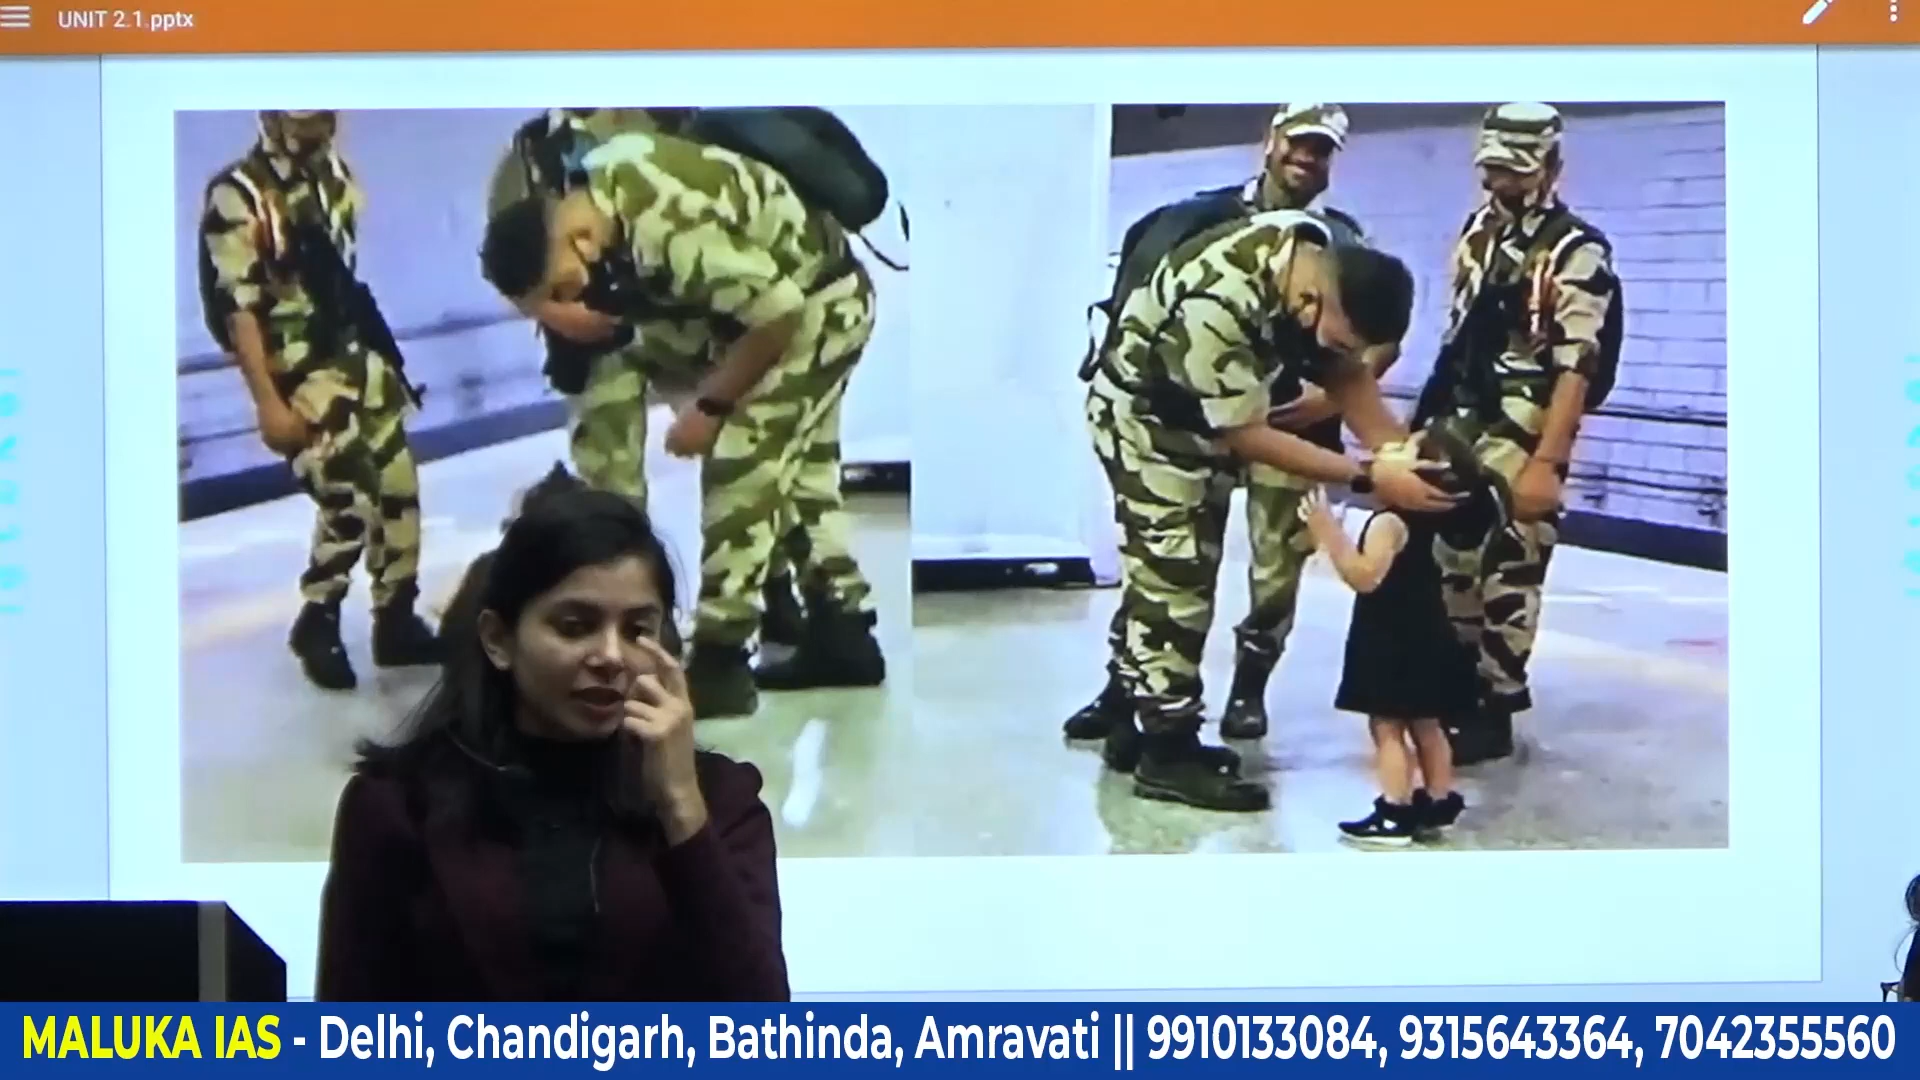 UNIT 2.1.pptx
MALUKA IAS - Delhi, Chandigarh, Bathinda, Amravati || 9910133084, 9315643364, 7042355560